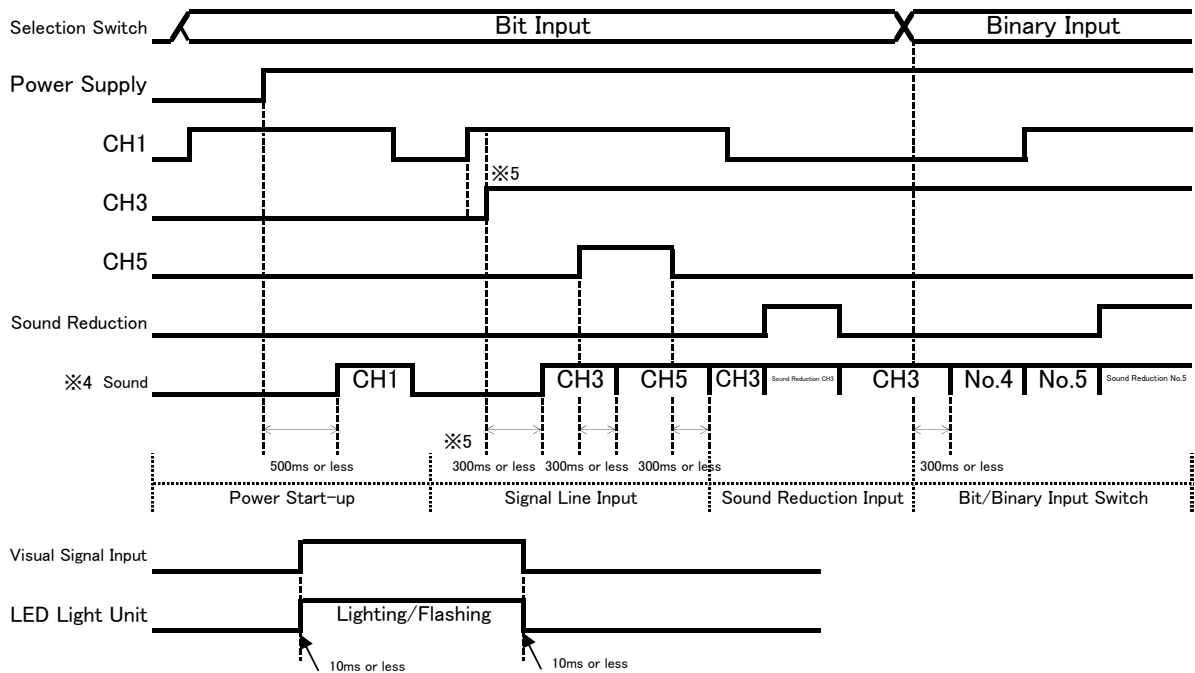 Selection Switch Bit Input Binary Input
Power Supply
CH1
※5
CH3
CH5
Sound Reduction
※4 Sound CH1 CH3 CH5 CH3 Sound Reduction CH3 CH3 No.4 No.5 Sound Reduction No.5
※5
500ms or less 300ms or less 300ms or less 300ms or less 300ms or less
Power Start-up Signal Line Input Sound Reduction Input Bit/Binary Input Switch
Visual Signal Input
LED Light Unit Lighting/Flashing
10ms or less 10ms or less